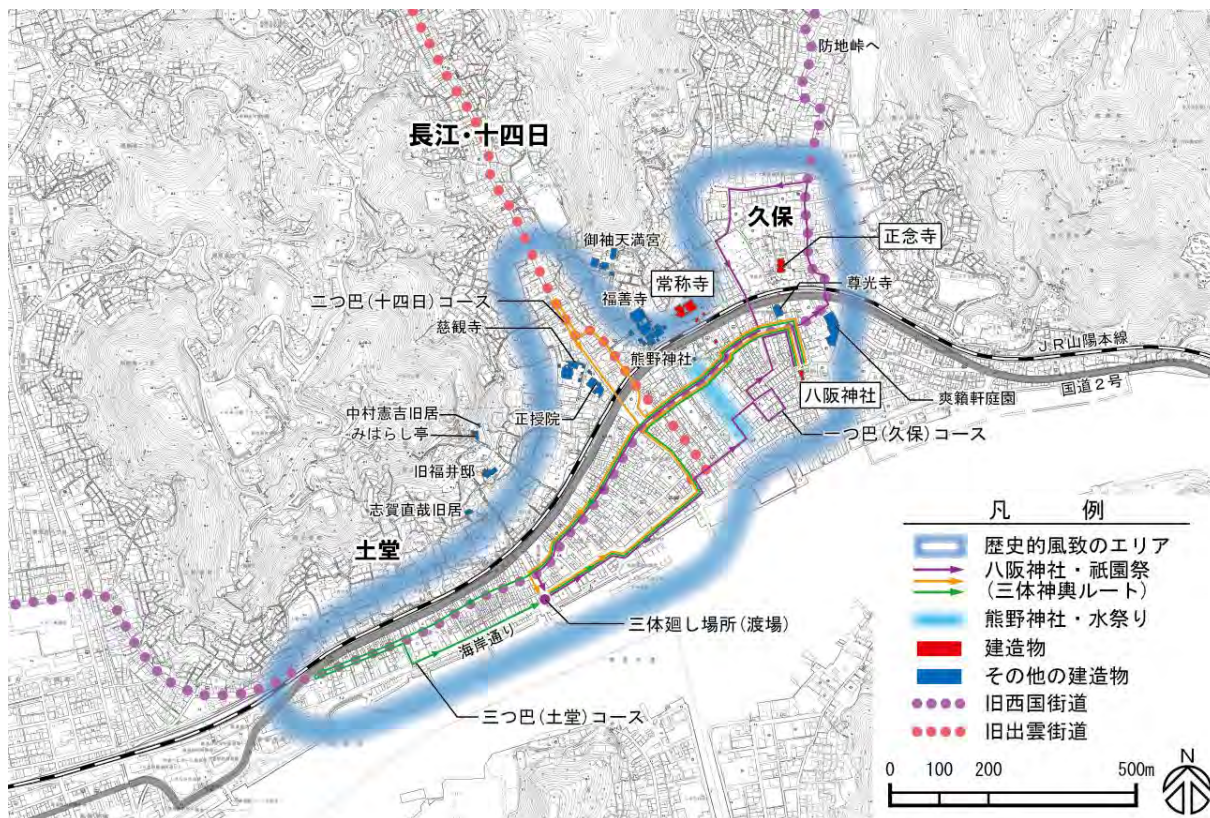 防地峠へ
長江・十四日
久保
御袖天満宮
正念寺
常称寺
尊光寺
二つ巴(十四日)コース
福善寺
慈観寺
熊野神社
JR山陽本線
国道2号
八阪神社
中村憲吉旧居
正授院
爽籟軒庭園
みはらし亭
一つ巴(久保)コース
旧福井邸
志賀直哉旧居
土堂
三体廻し場所(渡場)
海岸通り
三つ巴(土堂)コース
凡例
歴史的風致のエリア
八阪神社・祇園祭
(三体神輿ルート)
熊野神社・水祭り
建造物
その他の建造物
旧西国街道
旧出雲街道
0 100 200 500m
N